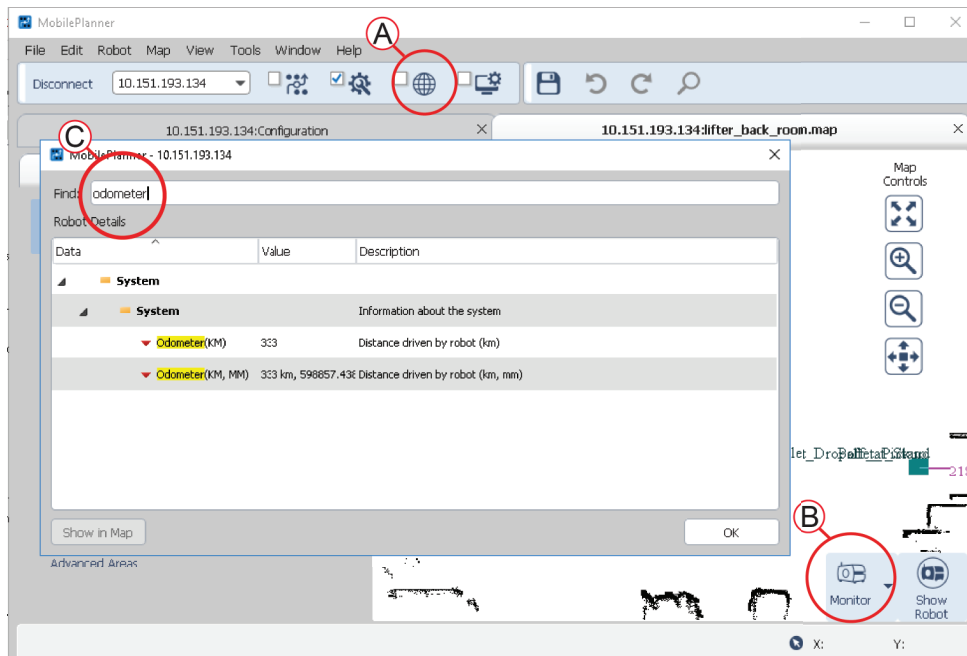 MobilePlanner
File Edit Robot Map View Tools Window Help
A
Disconnect 10.151.193.134
10.151.193.134:Configuration
10.151.193.134:lifter_back_room.map
C
MobilePlanner - 10.151.193.134
Find: odometer
Robot Details
Data Value Description
System
System Information about the system
Odometer(KM) 333 Distance driven by robot (km)
Odometer(KM, MM) 333 km, 598857.438 Distance driven by robot (km, mm)
Show in Map
OK
Map
Controls
218
B
Advanced Areas
Monitor
Show
Robot
X: Y: